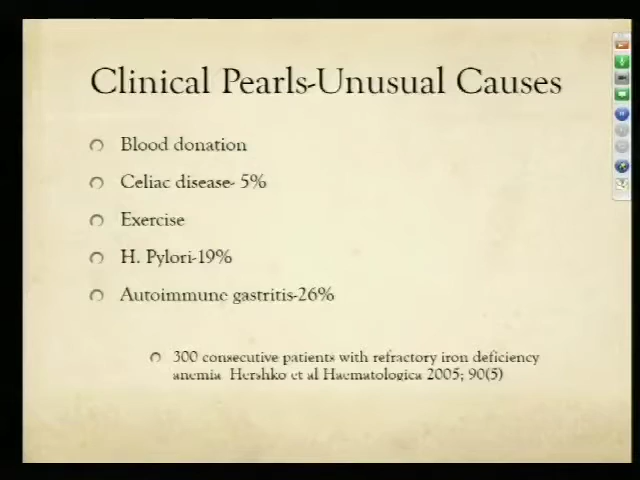 Clinical Pearls-Unusual Causes
Blood donation
Celiac disease- 5%
Exercise
H. Pylori-19%
Autoimmune gastritis-26%
300 consecutive patients with refractory iron deficiency
anemia Hershko et al Haematologica 2005; 90(5)